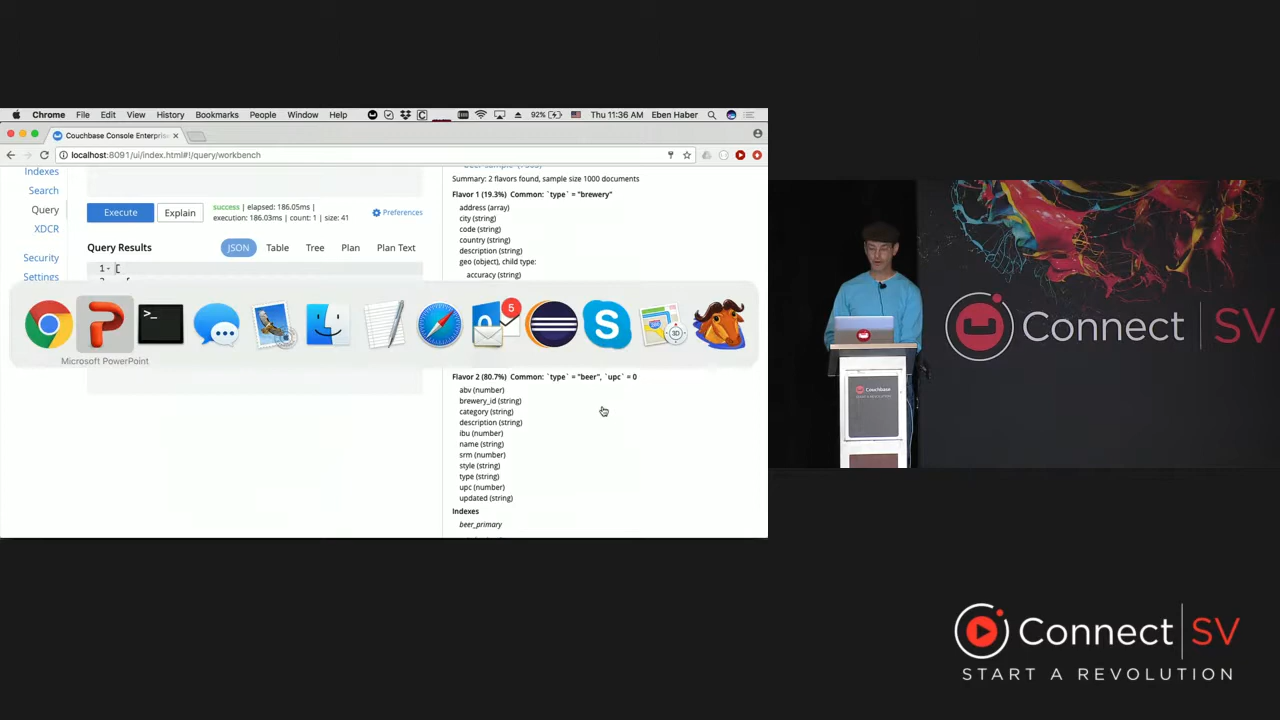 Chrome File Edit View History Bookmarks People Window Help 92% Thu 11:36 AM Eben Haber
Couchbase Console Enterpris
localhost:8091/ui/index.html#!/query/workbench
Indexes
Search
Query
XDCR
Security
Settings
Execute
Explain
success | elapsed: 186.05ms |
execution: 186.03ms | count: 1 | size: 41
Preferences
Query Results
JSON
Table
Tree
Plan
Plan Text
1 [
Summary: 2 flavors found, sample size 1000 documents
Flavor 1 (19.3%) Common: `type` = "brewery"
address (array)
city (string)
code (string)
country (string)
description (string)
geo (object), child type:
accuracy (string)
>_
5
S
3D
Microsoft PowerPoint
Flavor 2 (80.7%) Common: `type` = "beer", `upc` = 0
abv (number)
brewery_id (string)
category (string)
description (string)
ibu (number)
name (string)
srm (number)
style (string)
type (string)
upc (number)
updated (string)
Indexes
beer_primary
Couchbase
Connect SV
Connect SV
START A REVOLUTION